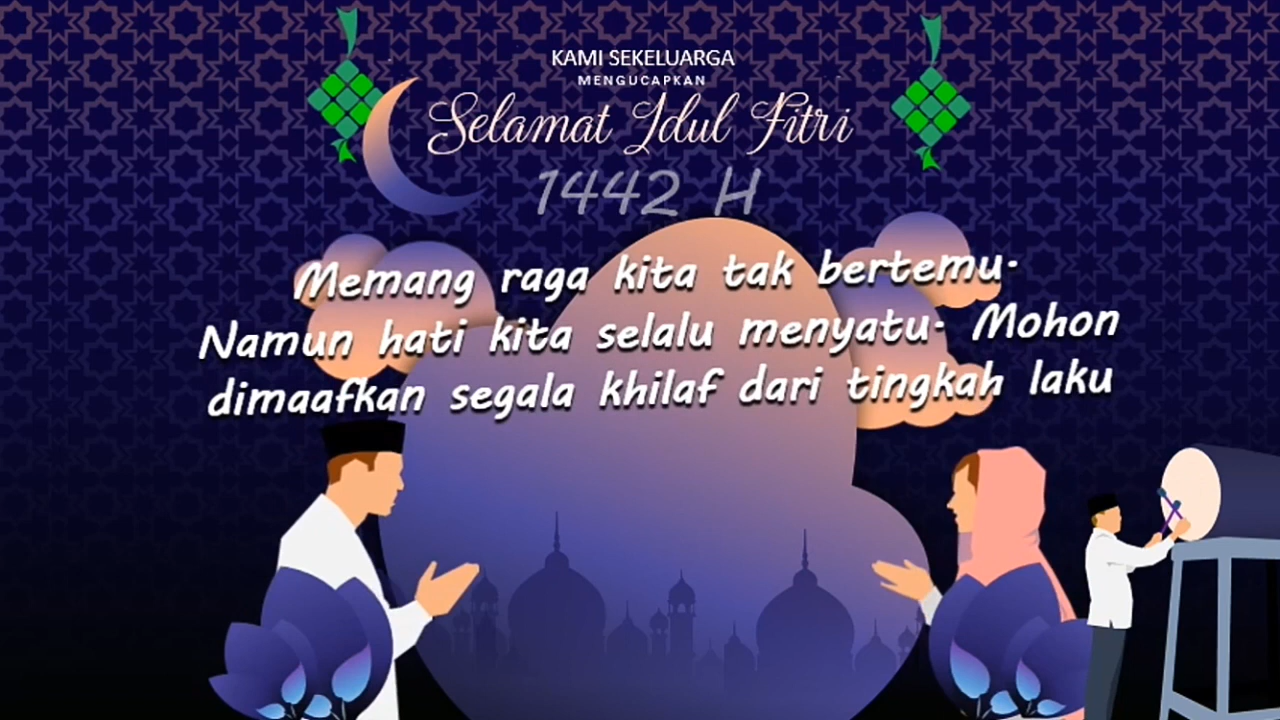 KAMI SEKELUARGA
MENGUCAPKAN
Selamat Idul Fitri
1442 H
Memang raga kita tak bertemu.
Namun hati kita selalu menyatu. Mohon
dimaafkan segala khilaf dari tingkah laku